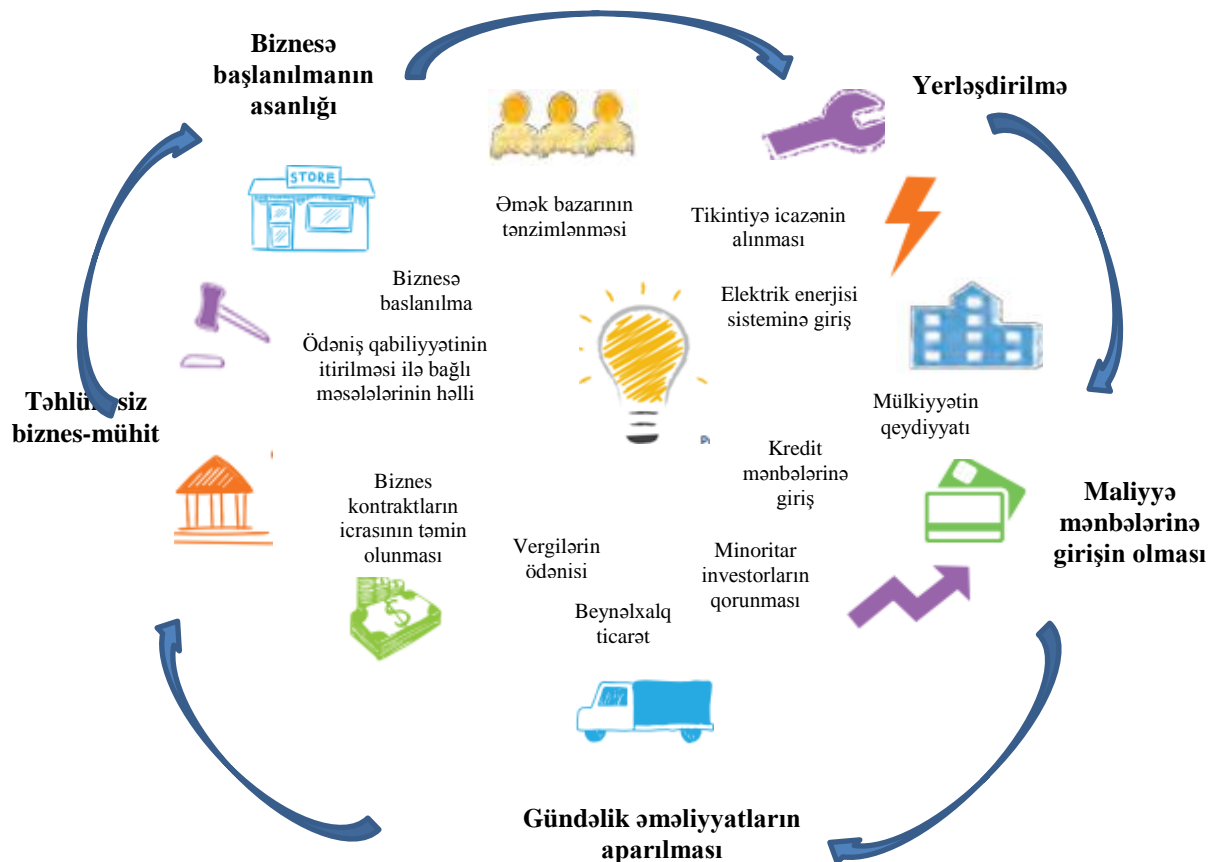 Biznesə
başlanılmanın
asanlığı
Yerləşdirilmə
STORE
Əmək bazarının
tənzimlənməsi
Tikintiyə icazənin
alınması
Biznesə
baslanılma
Elektrik enerjisi
sisteminə giriş
Ödəniş qabiliyyətinin
itirilməsi ilə bağlı
məsələlərinin həlli
Təhlükəsiz
biznes-mühit
Mülkiyyətin
qeydiyyatı
Kredit
mənbələrinə
giriş
Biznes
kontraktların
icrasının təmin
olunması
Maliyyə
mənbələrinə
girişin olması
Vergilərin
ödənisi
Minoritar
investorların
qorunması
Beynəlxalq
ticarət
Gündəlik əməliyyatların
aparılması